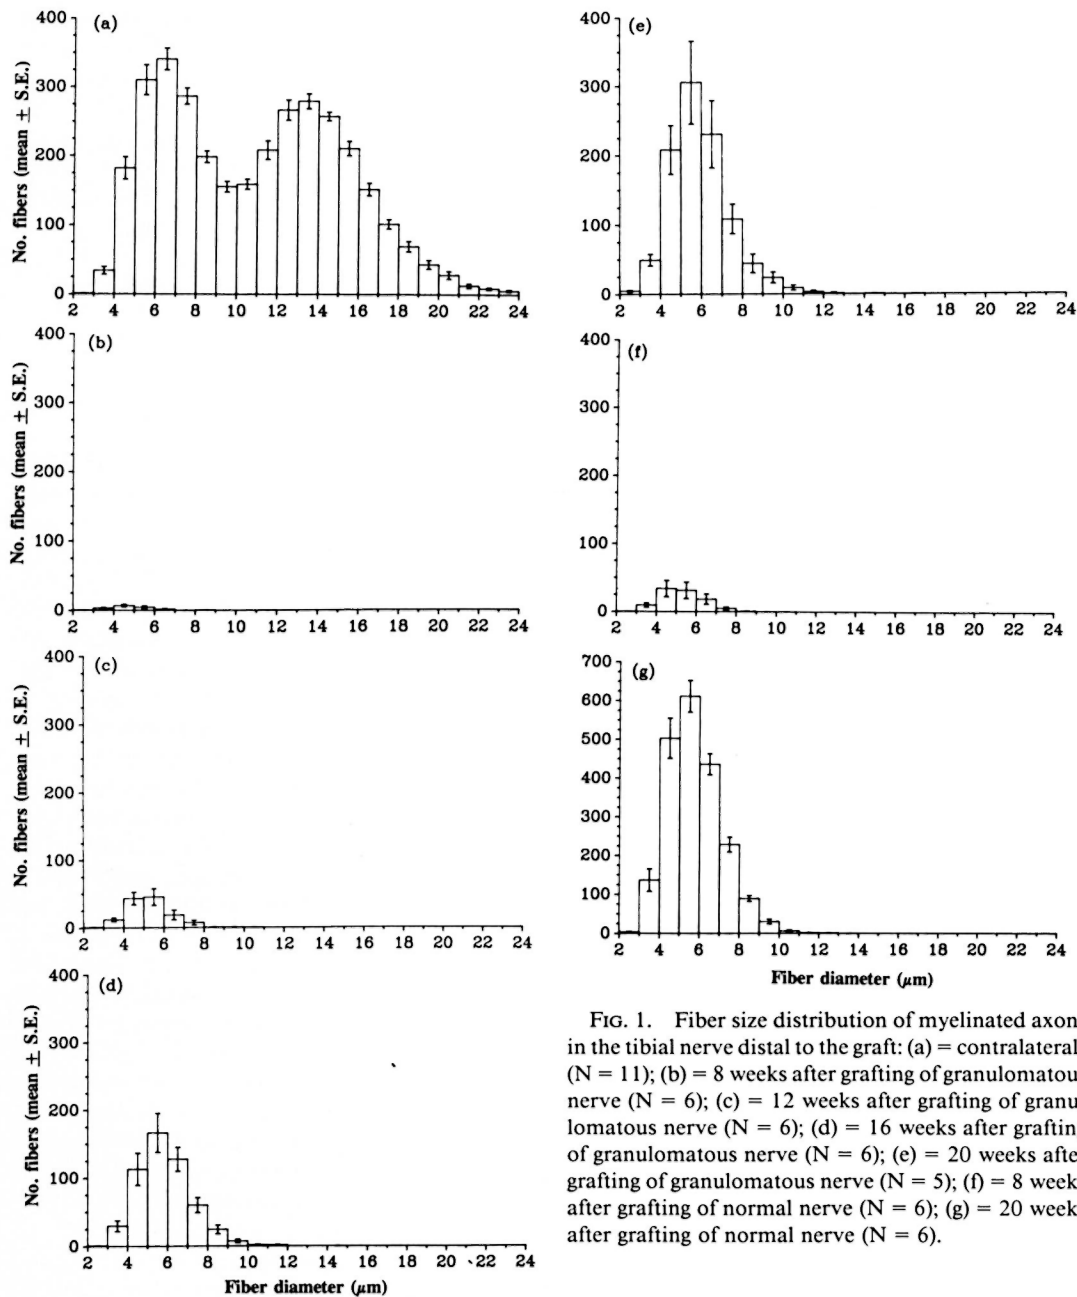 (a)
No. fibers (mean ± S.E.)
400
300
200
100
0
2 4 6 8 10 12 14 16 18 20 22 24
(b)
No. fibers (mean ± S.E.)
400
300
200
100
0
2 4 6 8 10 12 14 16 18 20 22 24
(c)
No. fibers (mean ± S.E.)
400
300
200
100
0
2 4 6 8 10 12 14 16 18 20 22 24
(d)
No. fibers (mean ± S.E.)
400
300
200
100
0
2 4 6 8 10 12 14 16 18 20 22 24
Fiber diameter (μm)
(e)
400
300
200
100
0
2 4 6 8 10 12 14 16 18 20 22 24
(f)
400
300
200
100
0
2 4 6 8 10 12 14 16 18 20 22 24
(g)
700
600
500
400
300
200
100
0
2 4 6 8 10 12 14 16 18 20 22 24
Fiber diameter (μm)
FIG. 1. Fiber size distribution of myelinated axon
in the tibial nerve distal to the graft: (a) = contralateral
(N = 11); (b) = 8 weeks after grafting of granulomatou
nerve (N = 6); (c) = 12 weeks after grafting of granu
lomatous nerve (N = 6); (d) = 16 weeks after graftin
of granulomatous nerve (N = 6); (e) = 20 weeks afte
grafting of granulomatous nerve (N = 5); (f) = 8 week
after grafting of normal nerve (N = 6); (g) = 20 week
after grafting of normal nerve (N = 6).